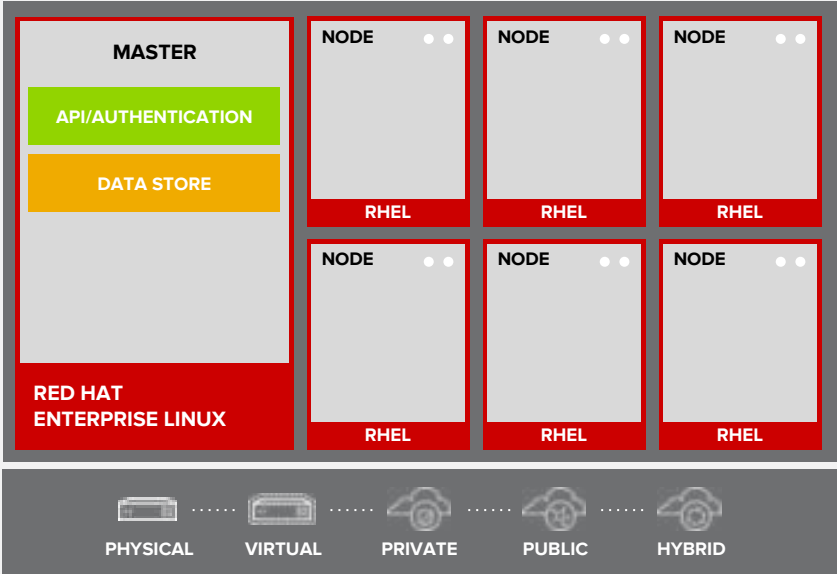 MASTER
API/AUTHENTICATION
DATA STORE
RED HAT
ENTERPRISE LINUX
NODE
RHEL
NODE
RHEL
NODE
RHEL
NODE
RHEL
NODE
RHEL
NODE
RHEL
PHYSICAL
VIRTUAL
PRIVATE
PUBLIC
HYBRID